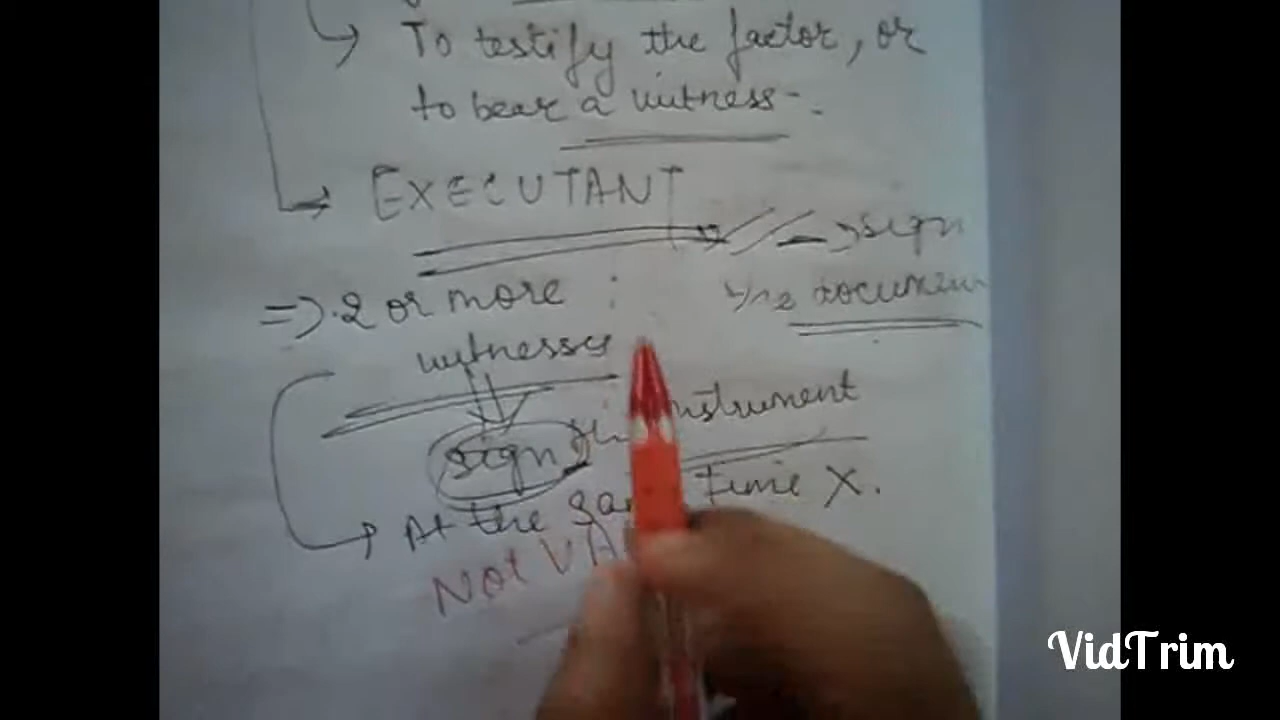 To testify the factor, or
to bear a witness-.
EXECUTANT
sign
document
=> 2 or more :
witnesses
sign instrument
At the time X.
Not
VidTrim